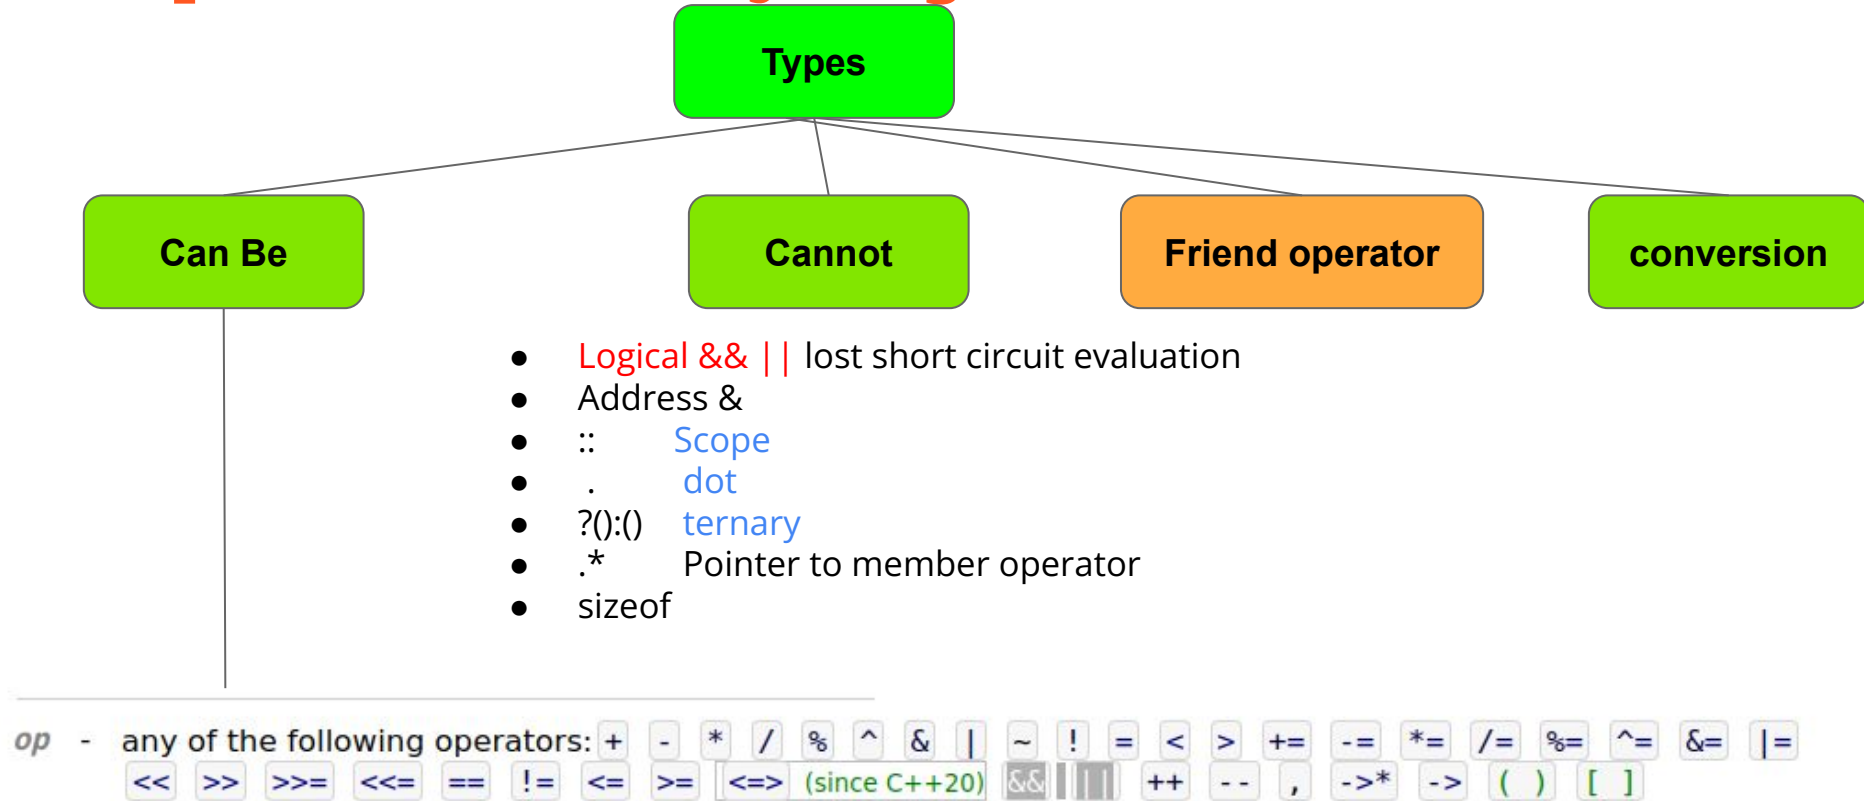 Types
Can Be
Cannot
Friend operator
conversion
● Logical && || lost short circuit evaluation
● Address &
● :: Scope
● . dot
● ?():() ternary
● .* Pointer to member operator
● sizeof
op - any of the following operators: + - * / % ^ & | ~ ! = < > += -= *= /= %= ^= &= |=
<< >> >>= <<= == != <= >= <=> (since C++20) && || ++ -- , ->* -> ( ) [ ]